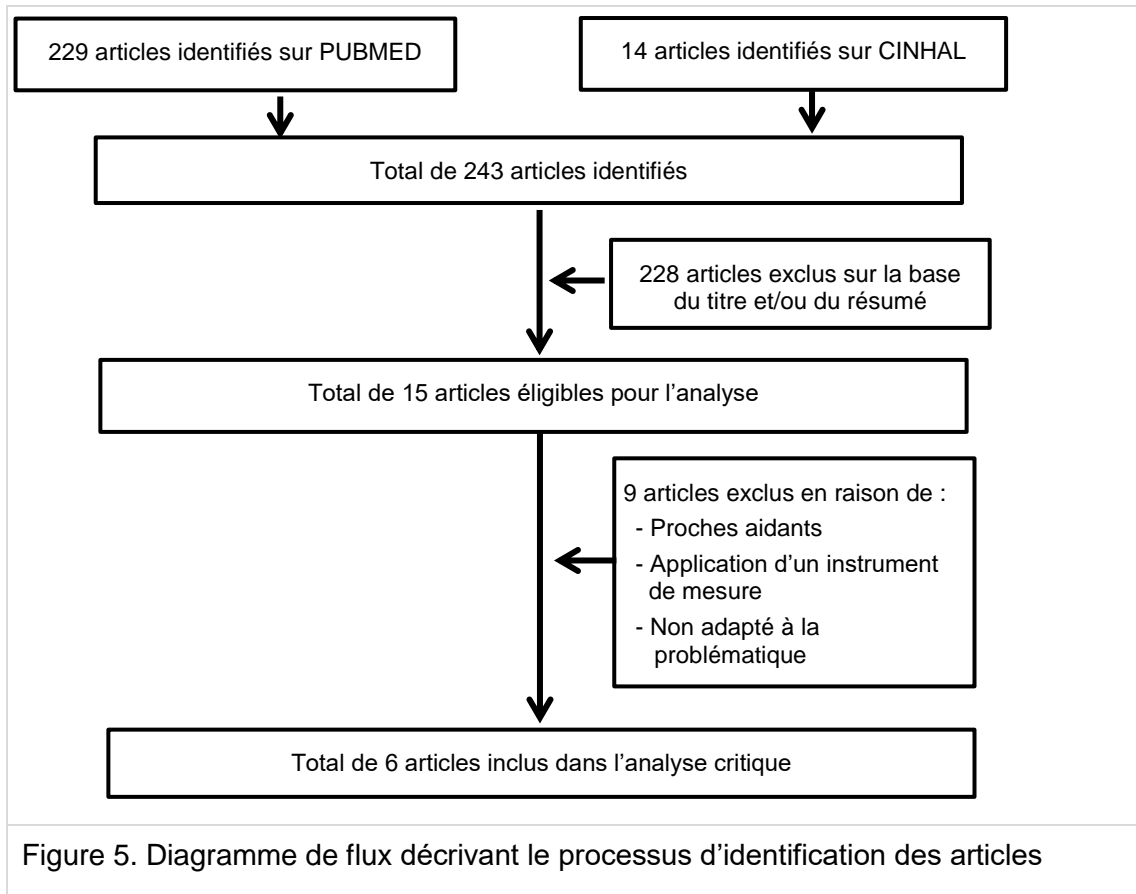 229 articles identifiés sur PUBMED
14 articles identifiés sur CINHAL
Total de 243 articles identifiés
228 articles exclus sur la base
du titre et/ou du résumé
Total de 15 articles éligibles pour l’analyse
9 articles exclus en raison de :
- Proches aidants
- Application d’un instrument
de mesure
- Non adapté à la
problématique
Total de 6 articles inclus dans l’analyse critique
Figure 5. Diagramme de flux décrivant le processus d’identification des articles